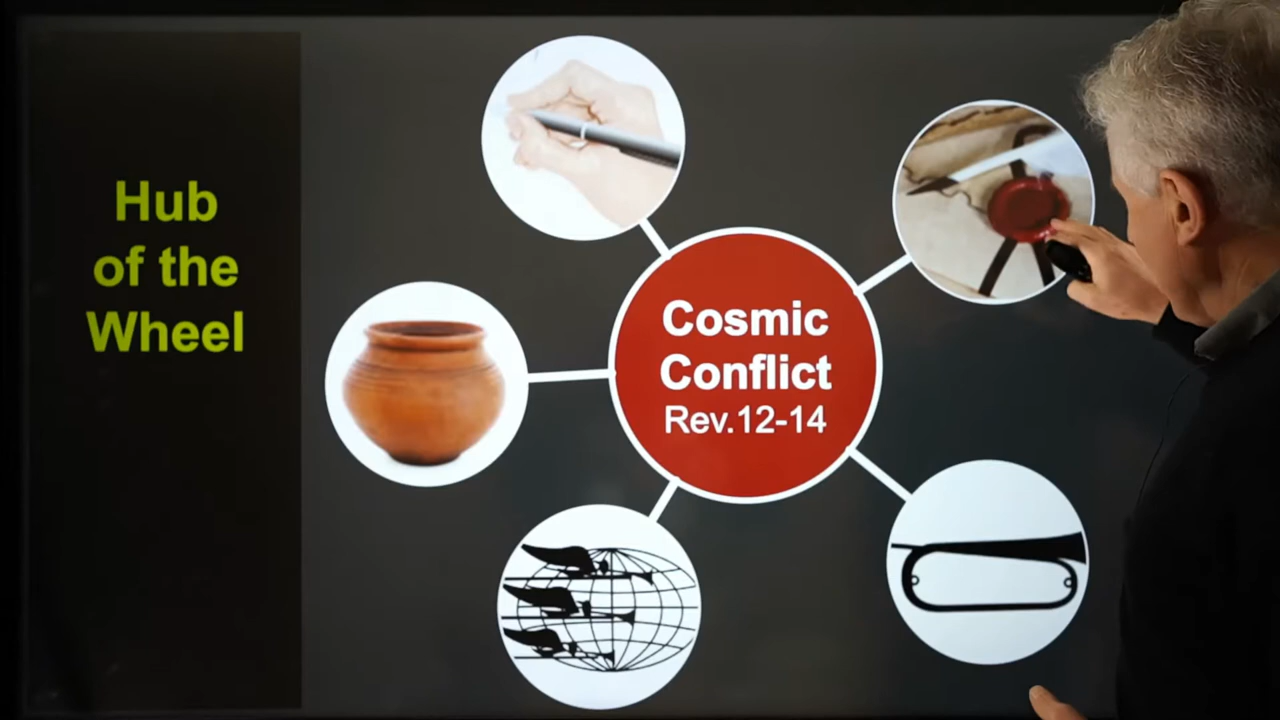 Hub
of the
Wheel
Cosmic
Conflict
Rev.12-14